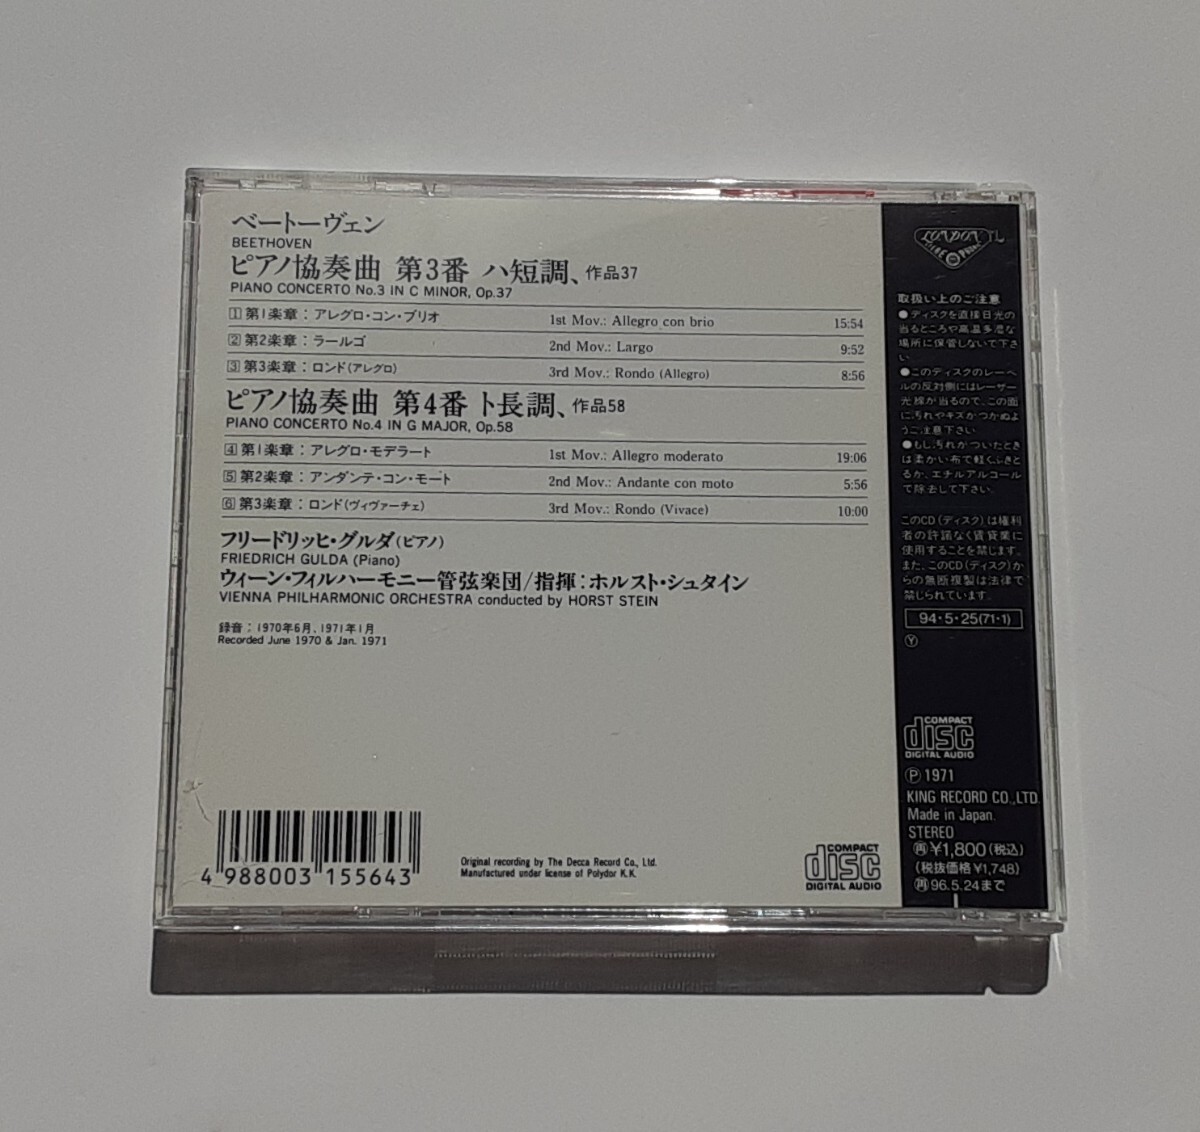 ベートーヴェン
BEETHOVEN
ピアノ協奏曲 第3番 ハ短調、作品37
PIANO CONCERTO No.3 IN C MINOR, Op.37
1 第1楽章：アレグロ・コン・ブリオ 1st Mov.: Allegro con brio 15:54
2 第2楽章：ラールゴ 2nd Mov.: Largo 9:52
3 第3楽章：ロンド(アレグロ) 3rd Mov.: Rondo (Allegro) 8:56
ピアノ協奏曲 第4番 ト長調、作品58
PIANO CONCERTO No.4 IN G MAJOR, Op.58
4 第1楽章：アレグロ・モデラート 1st Mov.: Allegro moderato 19:06
5 第2楽章：アンダンテ・コン・モート 2nd Mov.: Andante con moto 5:56
6 第3楽章：ロンド(ヴィヴァーチェ) 3rd Mov.: Rondo (Vivace) 10:00
フリードリッヒ・グルダ(ピアノ)
FRIEDRICH GULDA (Piano)
ウィーン・フィルハーモニー管弦楽団/指揮：ホルスト・シュタイン
VIENNA PHILHARMONIC ORCHESTRA conducted by HORST STEIN
録音：1970年6月、1971年1月
Recorded June 1970 & Jan. 1971
4 988003 155643
Original recording by The Decca Record Co., Ltd.
Manufactured under license of Polydor K.K.
COMPACT
disc
DIGITAL AUDIO
LONDON
取扱い上のご注意
●ディスクを直接日光の
当るところや高温多湿な
場所に保管しないで下さ
い
●このディスクのレーベ
ルの反対側にはレーザー
光線が当るので、この面
に汚れやキズかつかぬよ
うご注意下さい
●もし汚れがついたとき
は柔かい布で軽くふきと
るか、エチルアルコール
で除去して下さい。
このCD(ディスク)は権利
者の許諾なく賃貸業に
使用することを禁じます。
また、このCD(ディスク)か
らの無断複製は法律で
禁じられています。
94・5・25(71・1)
Ⓨ
COMPACT
disc
DIGITAL AUDIO
Ⓟ 1971
KING RECORD CO.,LTD.
Made in Japan.
STEREO
㊢¥1,800(税込)
(税抜価格¥1,748)
㊢96.5.24まで